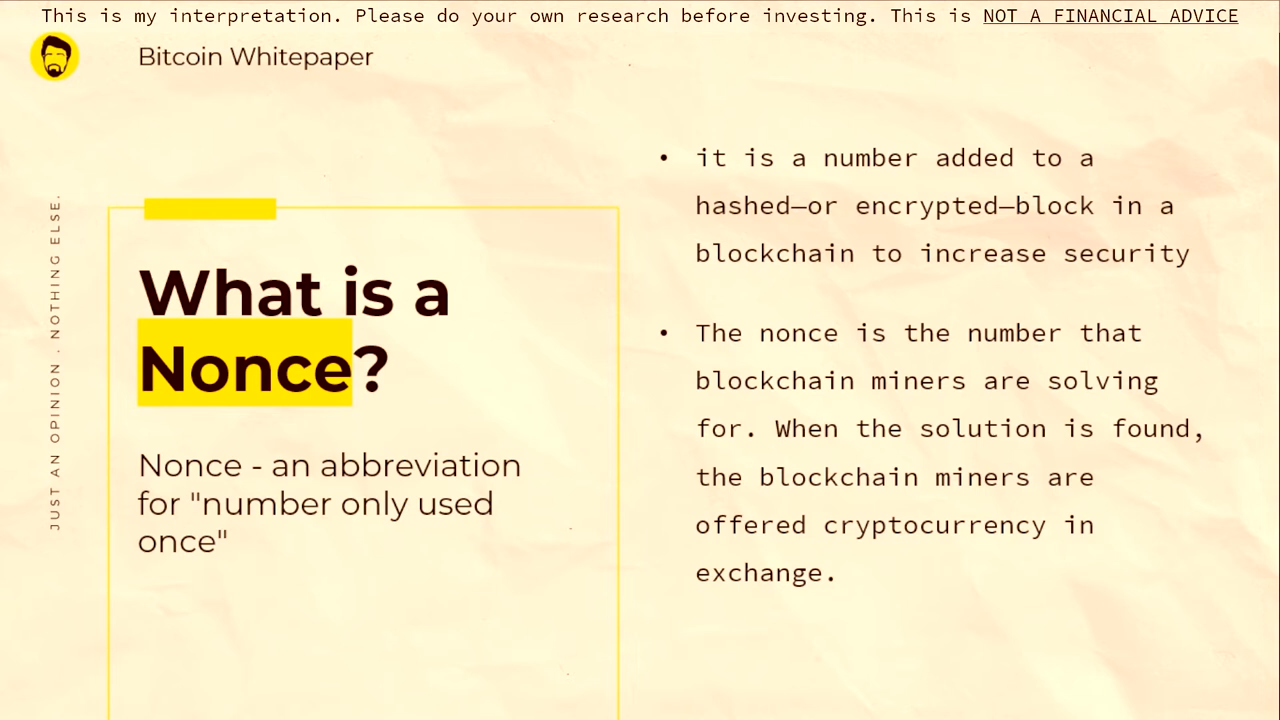 This is my interpretation. Please do your own research before investing. This is NOT A FINANCIAL ADVICE
Bitcoin Whitepaper
JUST AN OPINION . NOTHING ELSE.
What is a
Nonce?
Nonce - an abbreviation
for "number only used
once"
• it is a number added to a
hashed—or encrypted—block in a
blockchain to increase security
• The nonce is the number that
blockchain miners are solving
for. When the solution is found,
the blockchain miners are
offered cryptocurrency in
exchange.